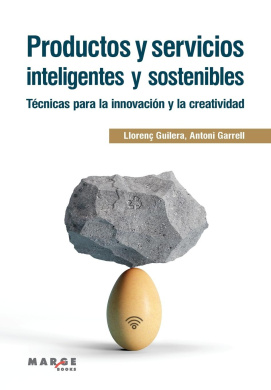 Productos y servicios
inteligentes y sostenibles
Técnicas para la innovación y la creatividad
Llorenç Guilera, Antoni Garrell
MARGE
BOOKS